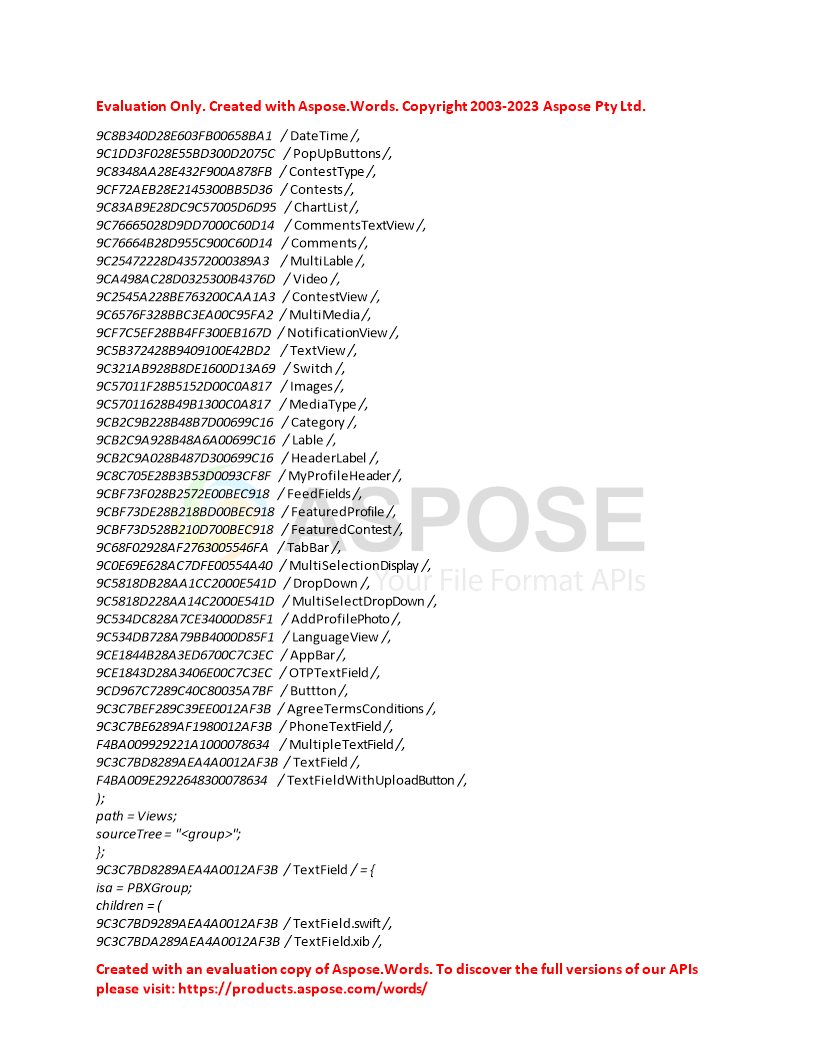 Evaluation Only. Created with Aspose.Words. Copyright 2003-2023 Aspose Pty Ltd.
9C8B340D28E603FB00658BA1 / DateTime /,
9C1DD3F028E55BD300D2075C / PopUpButtons /,
9C8348AA28E432F900A878FB / ContestType /,
9CF72AEB28E2145300BB5D36 / Contests /,
9C83AB9E28DC9C57005D6D95 / ChartList /,
9C76665028D9DD7000C60D14 / CommentsTextView /,
9C76664B28D955C900C60D14 / Comments /,
9C25472228D43572000389A3 / MultiLable /,
9CA498AC28D0325300B4376D / Video /,
9C2545A228BE763200CAA1A3 / ContestView /,
9C6576F328BBC3EA00C95FA2 / MultiMedia /,
9CF7C5EF28BB4FF300EB167D / NotificationView /,
9C5B372428B9409100E42BD2 / TextView /,
9C321AB928B8DE1600D13A69 / Switch /,
9C57011F28B5152D00C0A817 / Images /,
9C57011628B49B1300C0A817 / MediaType /,
9CB2C9B228B48B7D00699C16 / Category /,
9CB2C9A928B48A6A00699C16 / Lable /,
9CB2C9A028B487D300699C16 / HeaderLabel /,
9C8C705E28B3B53D0093CF8F / MyProfileHeader /,
9CBF73F028B2572E00BEC918 / FeedFields /,
9CBF73DE28B218BD00BEC918 / FeaturedProfile /,
9CBF73D528B210D700BEC918 / FeaturedContest /,
9C68F02928AF2763005546FA / TabBar /,
9C0E69E628AC7DFE00554A40 / MultiSelectionDisplay /,
9C5818DB28AA1CC2000E541D / DropDown /,
9C5818D228AA14C2000E541D / MultiSelectDropDown /,
9C534DC828A7CE34000D85F1 / AddProfilePhoto /,
9C534DB728A79BB4000D85F1 / LanguageView /,
9CE1844B28A3ED6700C7C3EC / AppBar /,
9CE1843D28A3406E00C7C3EC / OTPTextField /,
9CD967C7289C40C80035A7BF / Buttton /,
9C3C7BEF289C39EE0012AF3B / AgreeTermsConditions /,
9C3C7BE6289AF1980012AF3B / PhoneTextField /,
F4BA009929221A1000078634 / MultipleTextField /,
9C3C7BD8289AEA4A0012AF3B / TextField /,
F4BA009E2922648300078634 / TextFieldWithUploadButton /,
);
path = Views;
sourceTree = "<group>";
};
9C3C7BD8289AEA4A0012AF3B / TextField / = {
isa = PBXGroup;
children = (
9C3C7BD9289AEA4A0012AF3B / TextField.swift /,
9C3C7BDA289AEA4A0012AF3B / TextField.xib /,
ASPOSE
Your File Format APIs
Created with an evaluation copy of Aspose.Words. To discover the full versions of our APIs
please visit: https://products.aspose.com/words/